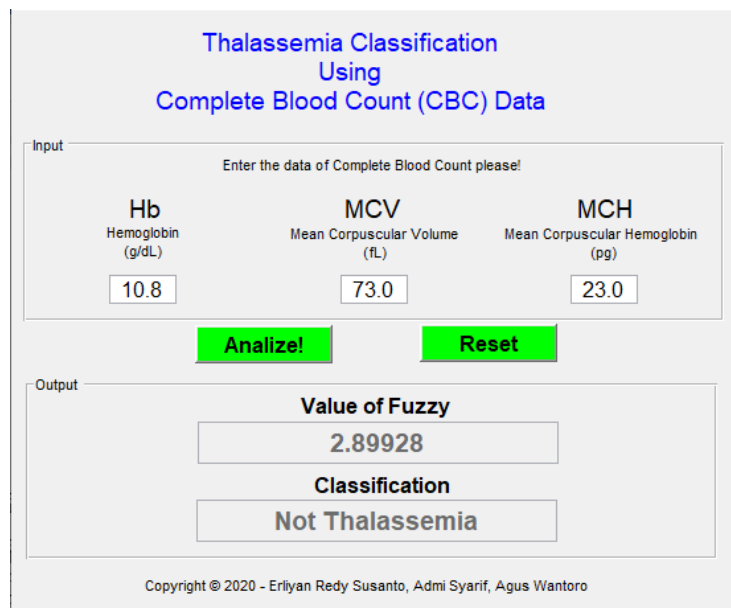 Thalassemia Classification
Using
Complete Blood Count (CBC) Data
Input
Enter the data of Complete Blood Count please!
Hb MCV MCH
Hemoglobin Mean Corpuscular Volume Mean Corpuscular Hemoglobin
(g/dL) (fL) (pg)
10.8 73.0 23.0
Analize! Reset
Output
Value of Fuzzy
2.89928
Classification
Not Thalassemia
Copyright © 2020 - Erliyan Redy Susanto, Admi Syarif, Agus Wantoro